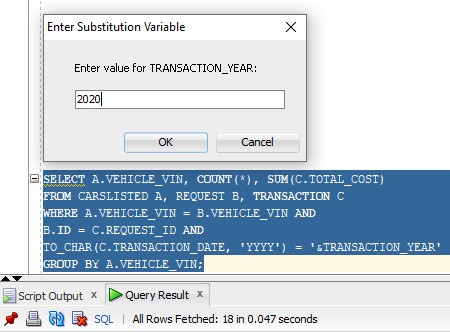 Enter Substitution Variable
Enter value for TRANSACTION_YEAR:
2020
OK Cancel
SELECT A.VEHICLE_VIN, COUNT(*), SUM(C.TOTAL_COST)
FROM CARSLISTED A, REQUEST B, TRANSACTION C
WHERE A.VEHICLE_VIN = B.VEHICLE_VIN AND
B.ID = C.REQUEST_ID AND
TO_CHAR(C.TRANSACTION_DATE, 'YYYY') = '&TRANSACTION_YEAR'
GROUP BY A.VEHICLE_VIN;
Script Output x Query Result x
SQL | All Rows Fetched: 18 in 0.047 seconds